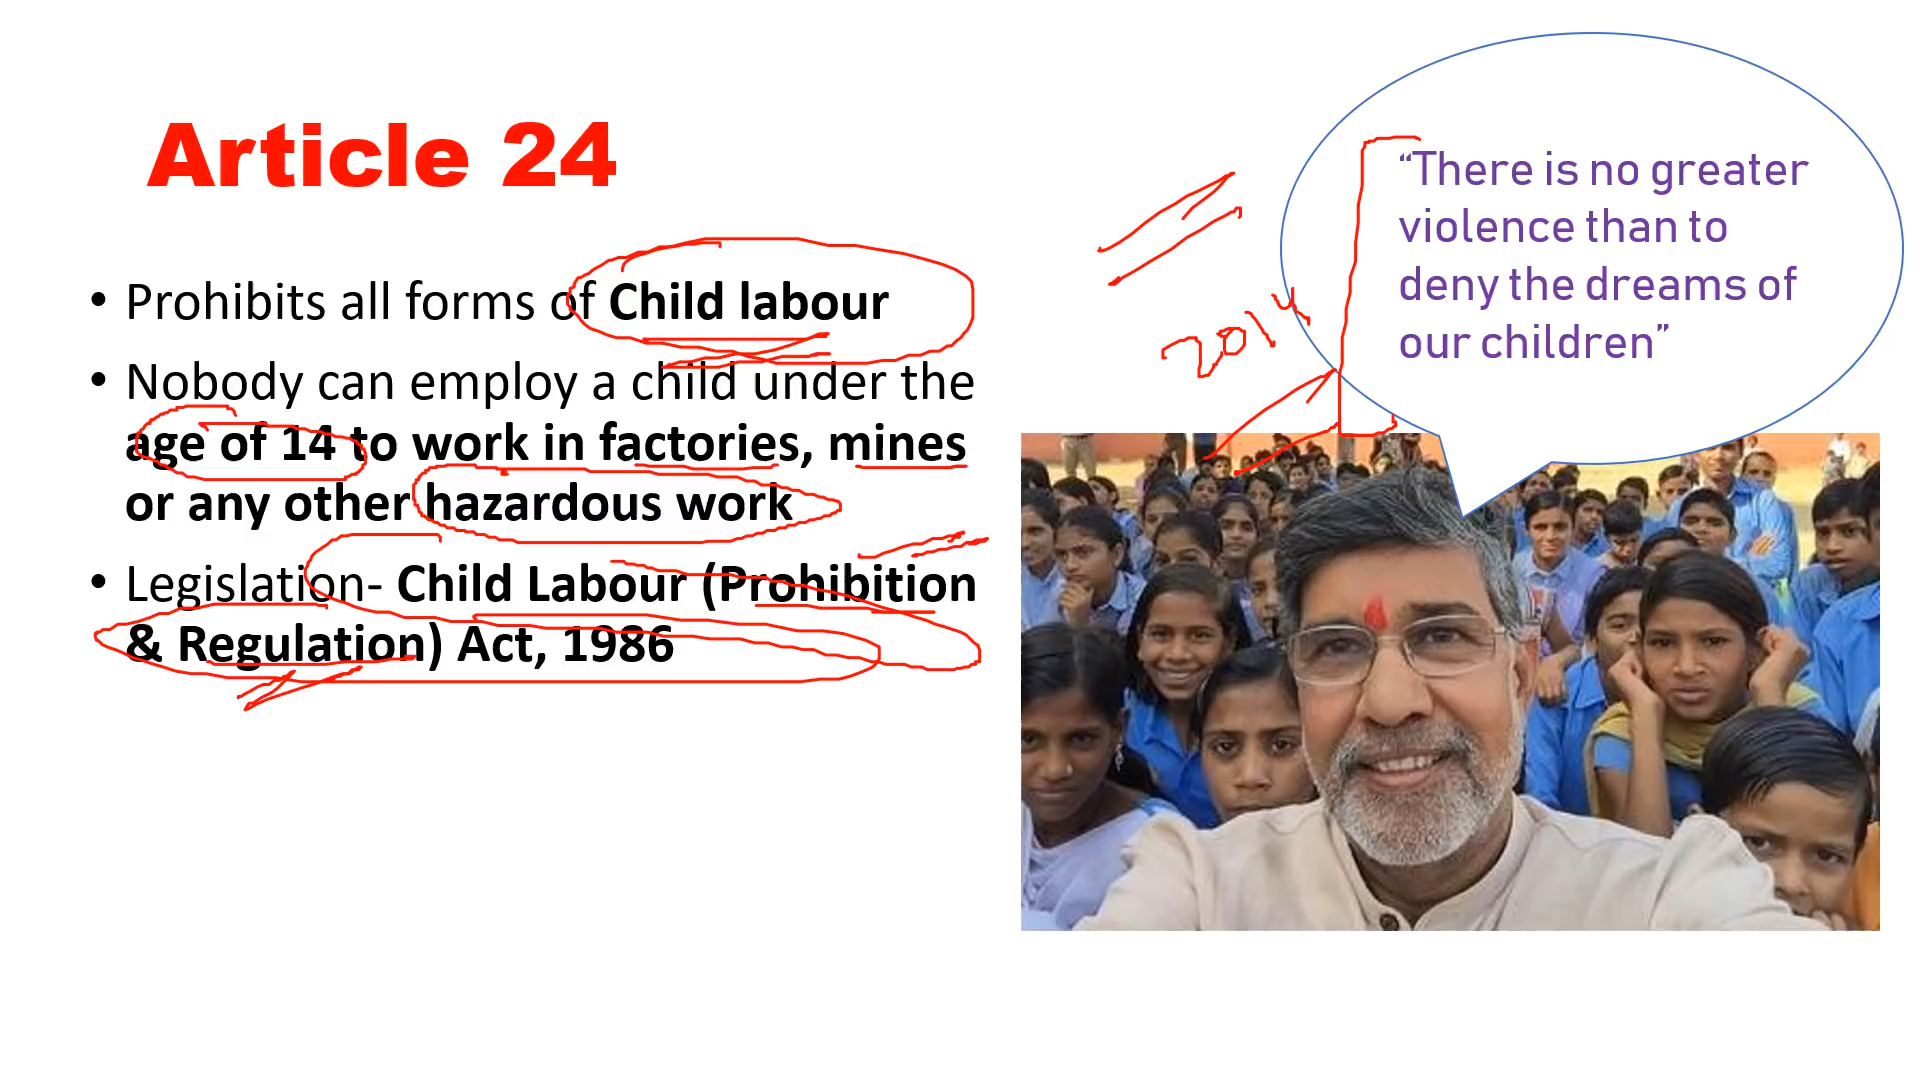 Article 24
• Prohibits all forms of Child labour
• Nobody can employ a child under the
age of 14 to work in factories, mines
or any other hazardous work
• Legislation- Child Labour (Prohibition
& Regulation) Act, 1986
2014
“There is no greater
violence than to
deny the dreams of
our children”